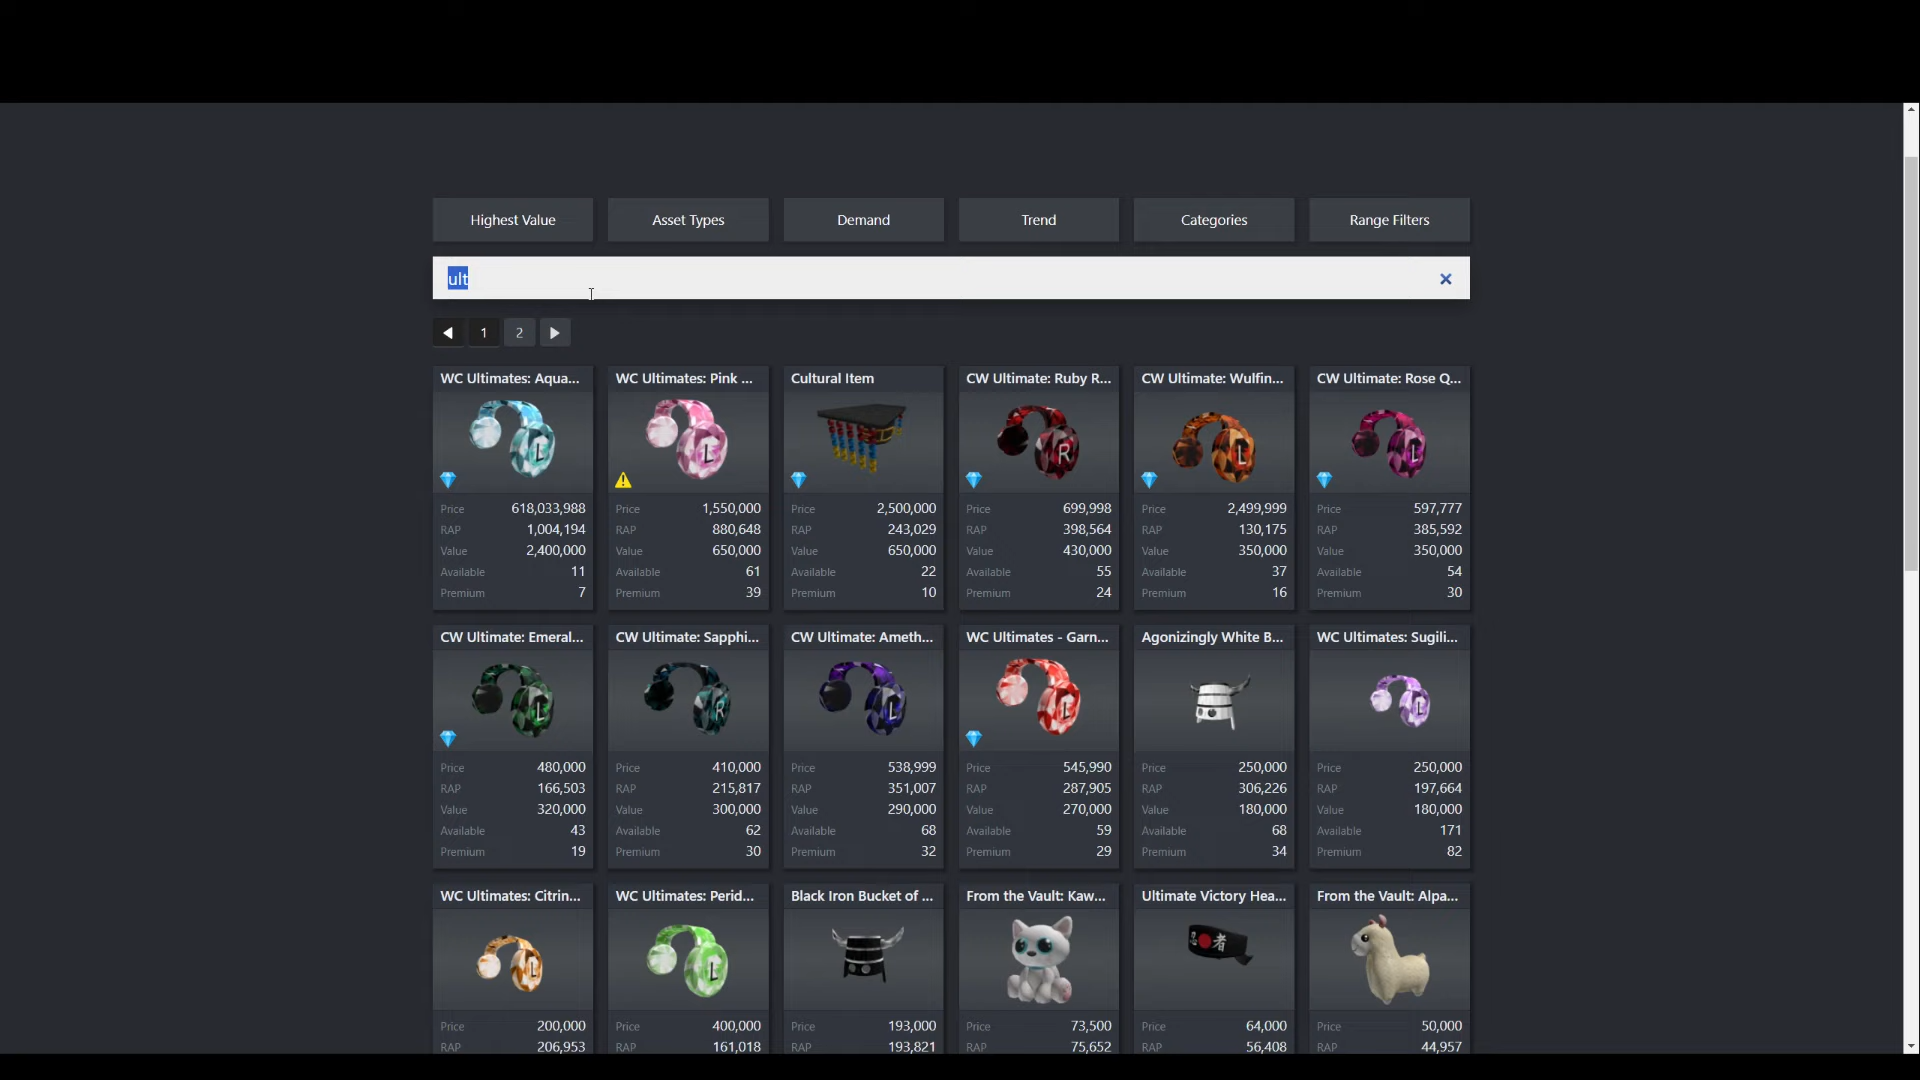 Highest Value Asset Types Demand Trend Categories Range Filters
ult
1 2
WC Ultimates: Aqua... WC Ultimates: Pink ... Cultural Item CW Ultimate: Ruby R... CW Ultimate: Wulfin... CW Ultimate: Rose Q...
L L R L L
Price 618,033,988 Price 1,550,000 Price 2,500,000 Price 699,998 Price 2,499,999 Price 597,777
RAP 1,004,194 RAP 880,648 RAP 243,029 RAP 398,564 RAP 130,175 RAP 385,592
Value 2,400,000 Value 650,000 Value 650,000 Value 430,000 Value 350,000 Value 350,000
Available 11 Available 61 Available 22 Available 55 Available 37 Available 54
Premium 7 Premium 39 Premium 10 Premium 24 Premium 16 Premium 30
CW Ultimate: Emeral... CW Ultimate: Sapphi... CW Ultimate: Ameth... WC Ultimates - Garn... Agonizingly White B... WC Ultimates: Sugili...
L R L L L
Price 480,000 Price 410,000 Price 538,999 Price 545,990 Price 250,000 Price 250,000
RAP 166,503 RAP 215,817 RAP 351,007 RAP 287,905 RAP 306,226 RAP 197,664
Value 320,000 Value 300,000 Value 290,000 Value 270,000 Value 180,000 Value 180,000
Available 43 Available 62 Available 68 Available 59 Available 68 Available 171
Premium 19 Premium 30 Premium 32 Premium 29 Premium 34 Premium 82
WC Ultimates: Citrin... WC Ultimates: Perid... Black Iron Bucket of ... From the Vault: Kaw... Ultimate Victory Hea... From the Vault: Alpa...
L L 忍 者
Price 200,000 Price 400,000 Price 193,000 Price 73,500 Price 64,000 Price 50,000
RAP 206,953 RAP 161,018 RAP 193,821 RAP 75,652 RAP 56,408 RAP 44,957